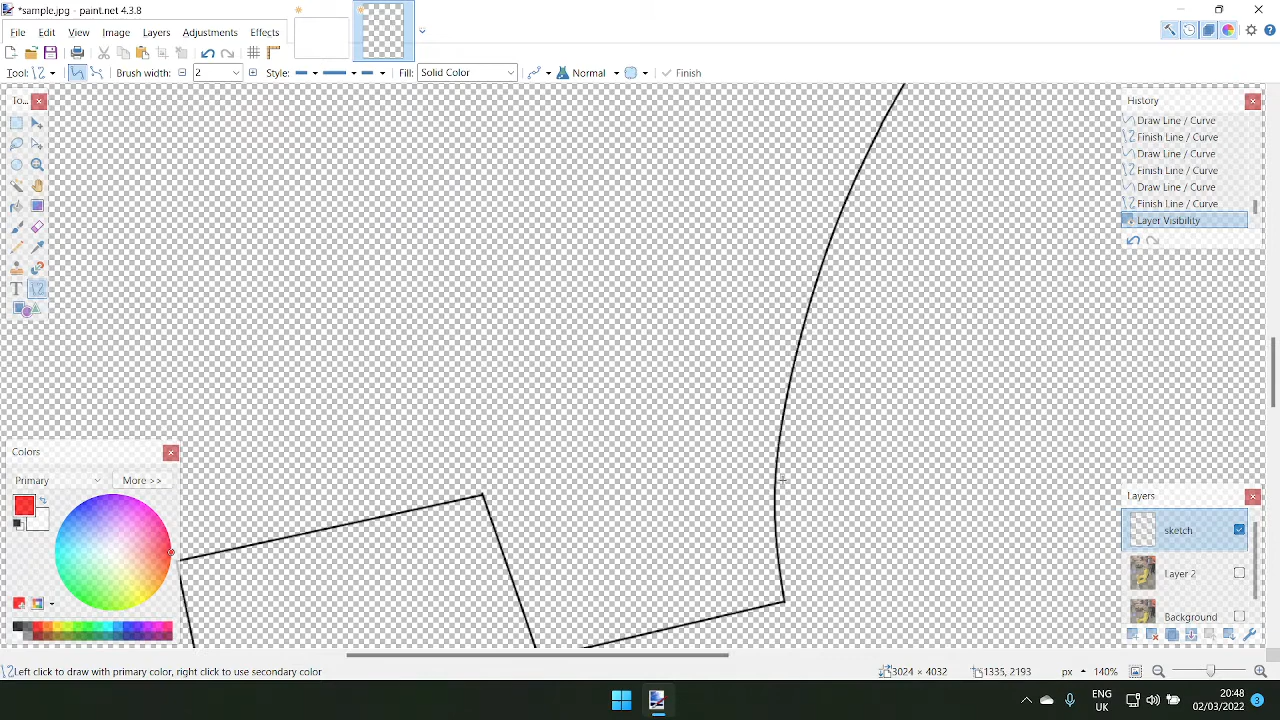 *sample.jpg - paint.net 4.3.8
File Edit View Image Layers Adjustments Effects
Tool: Brush width: 2 Style: Fill: Solid Color Normal Finish
To...
History
Draw Line / Curve
Finish Line / Curve
Draw Line / Curve
Finish Line / Curve
Draw Line / Curve
Finish Line / Curve
Layer Visibility
Colors
Primary More >>
Layers
sketch
Layer 2
Background
Left click to draw with primary color, right click to use secondary color 3024 × 4032 1335, 2193 px 140%
ENG
UK
20:48
02/03/2022
3